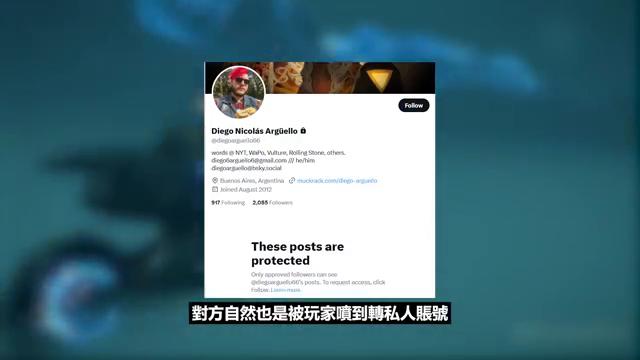 Follow
Diego Nicolás Argüello
@diegoarguello66
words @ NYT, WaPo, Vulture, Rolling Stone, others.
diego6arguello6@gmail.com /// he/him
diegoarguello@bsky.social
Buenos Aires, Argentina muckrack.com/diego-arguello
Joined August 2012
917 Following 2,085 Followers
These posts are
protected
Only approved followers can see
@diegoarguello66's posts. To request access, click
Follow. Learn more
對方自然也是被玩家噴到轉私人賬號